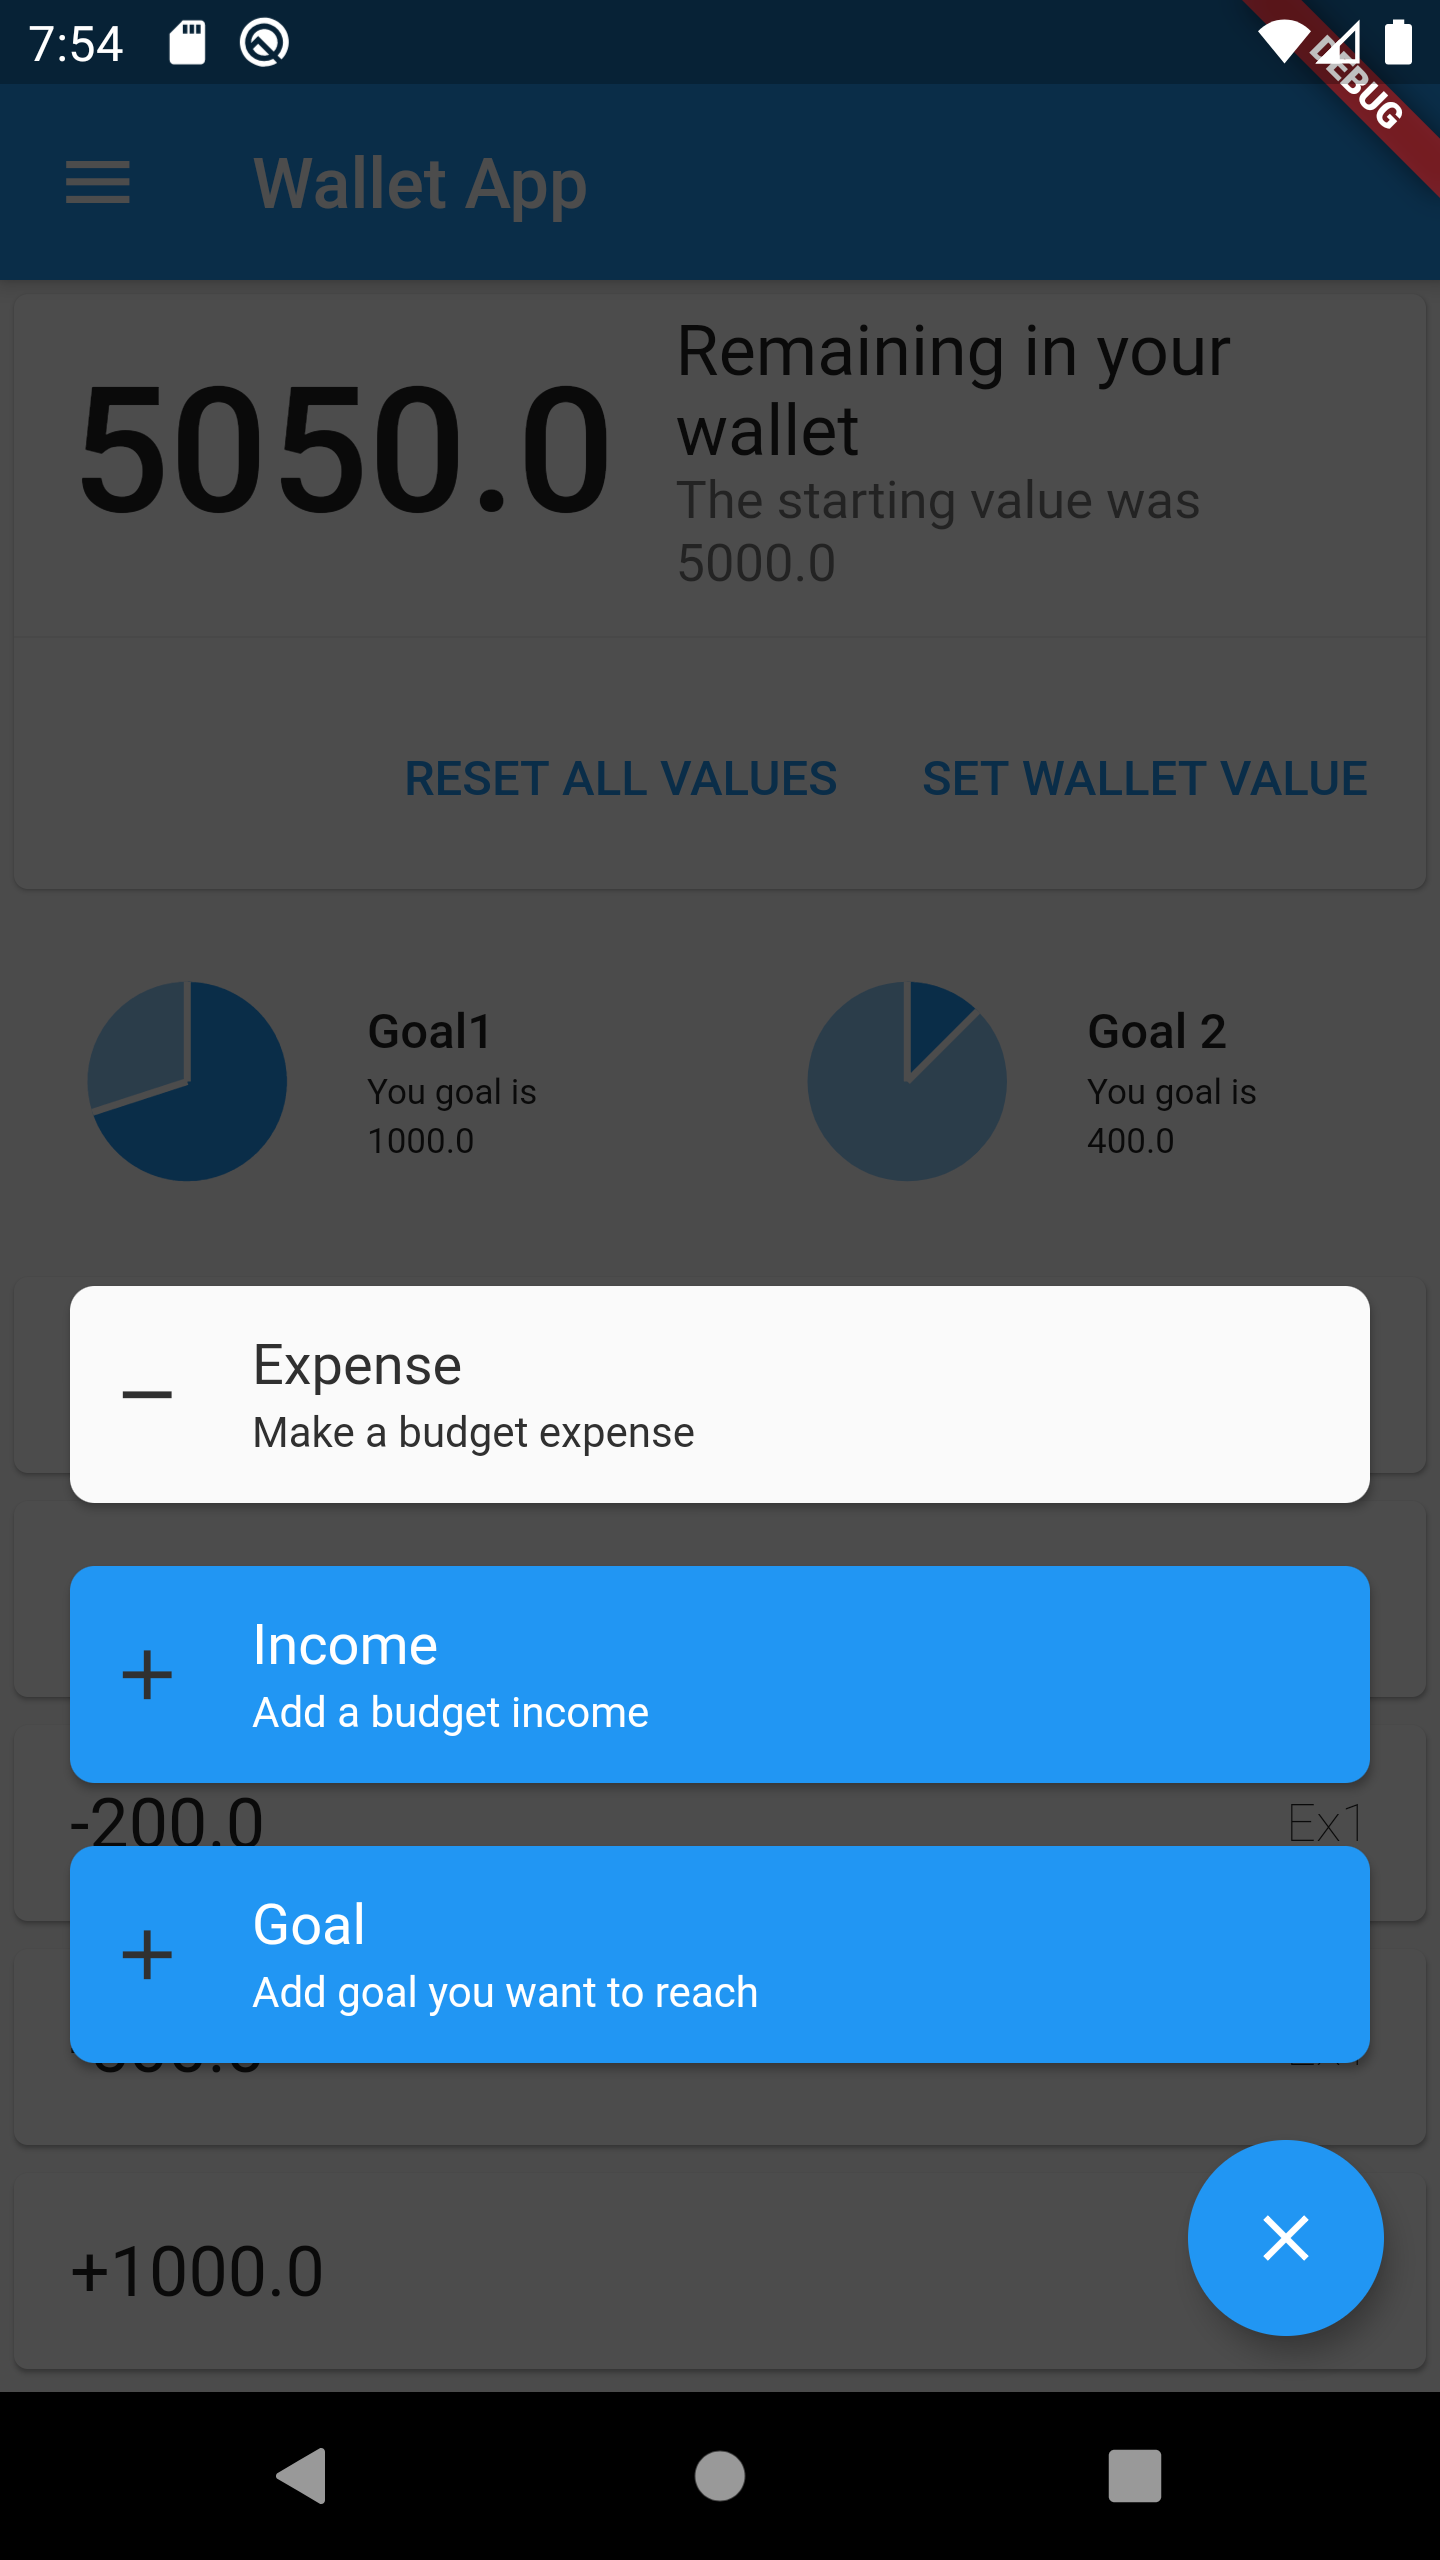 7:54
DEBUG
Wallet App
5050.0
Remaining in your
wallet
The starting value was
5000.0
RESET ALL VALUES
SET WALLET VALUE
Goal1
You goal is
1000.0
Goal 2
You goal is
400.0
Expense
Make a budget expense
Income
Add a budget income
-200.0
Ex1
Goal
Add goal you want to reach
+1000.0